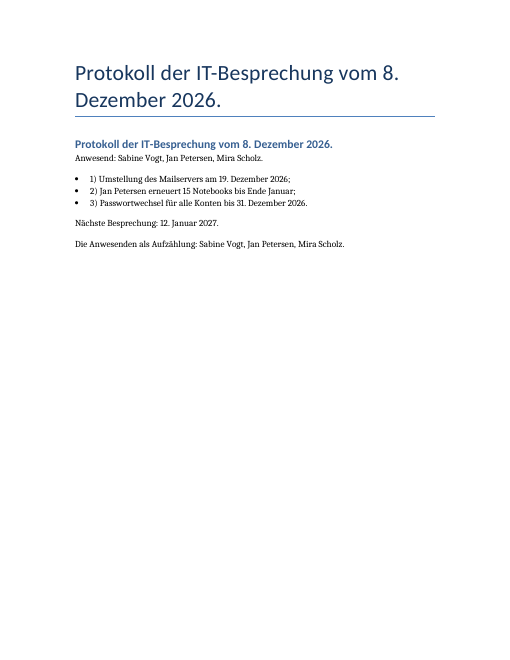 Protokoll der IT-Besprechung vom 8.
Dezember 2026.
Protokoll der IT-Besprechung vom 8. Dezember 2026.
Anwesend: Sabine Vogt, Jan Petersen, Mira Scholz.
• 1) Umstellung des Mailservers am 19. Dezember 2026;
• 2) Jan Petersen erneuert 15 Notebooks bis Ende Januar;
• 3) Passwortwechsel für alle Konten bis 31. Dezember 2026.
Nächste Besprechung: 12. Januar 2027.
Die Anwesenden als Aufzählung: Sabine Vogt, Jan Petersen, Mira Scholz.